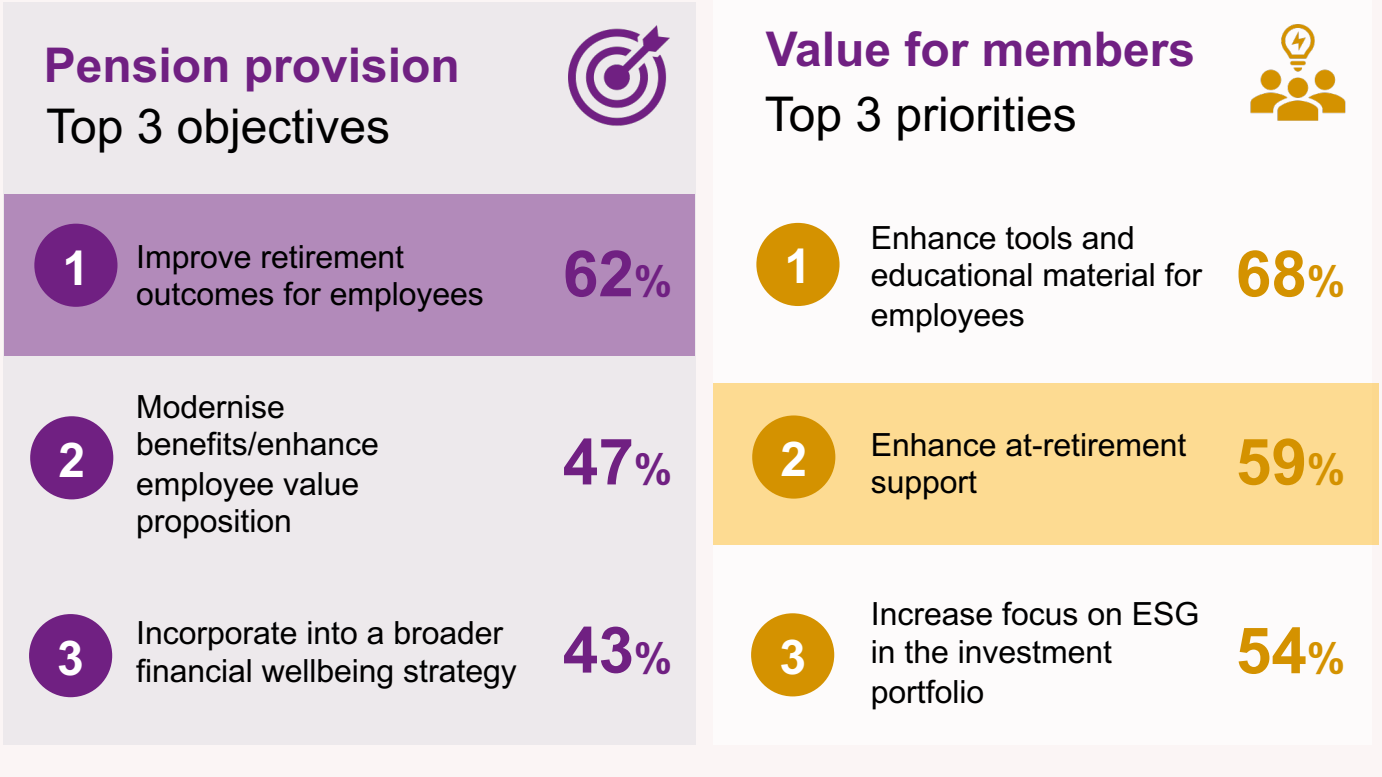 Pension provision
Top 3 objectives
1
Improve retirement
outcomes for employees
62%
2
Modernise
benefits/enhance
employee value
proposition
47%
3
Incorporate into a broader
financial wellbeing strategy
43%
Value for members
Top 3 priorities
1
Enhance tools and
educational material for
employees
68%
2
Enhance at-retirement
support
59%
3
Increase focus on ESG
in the investment
portfolio
54%